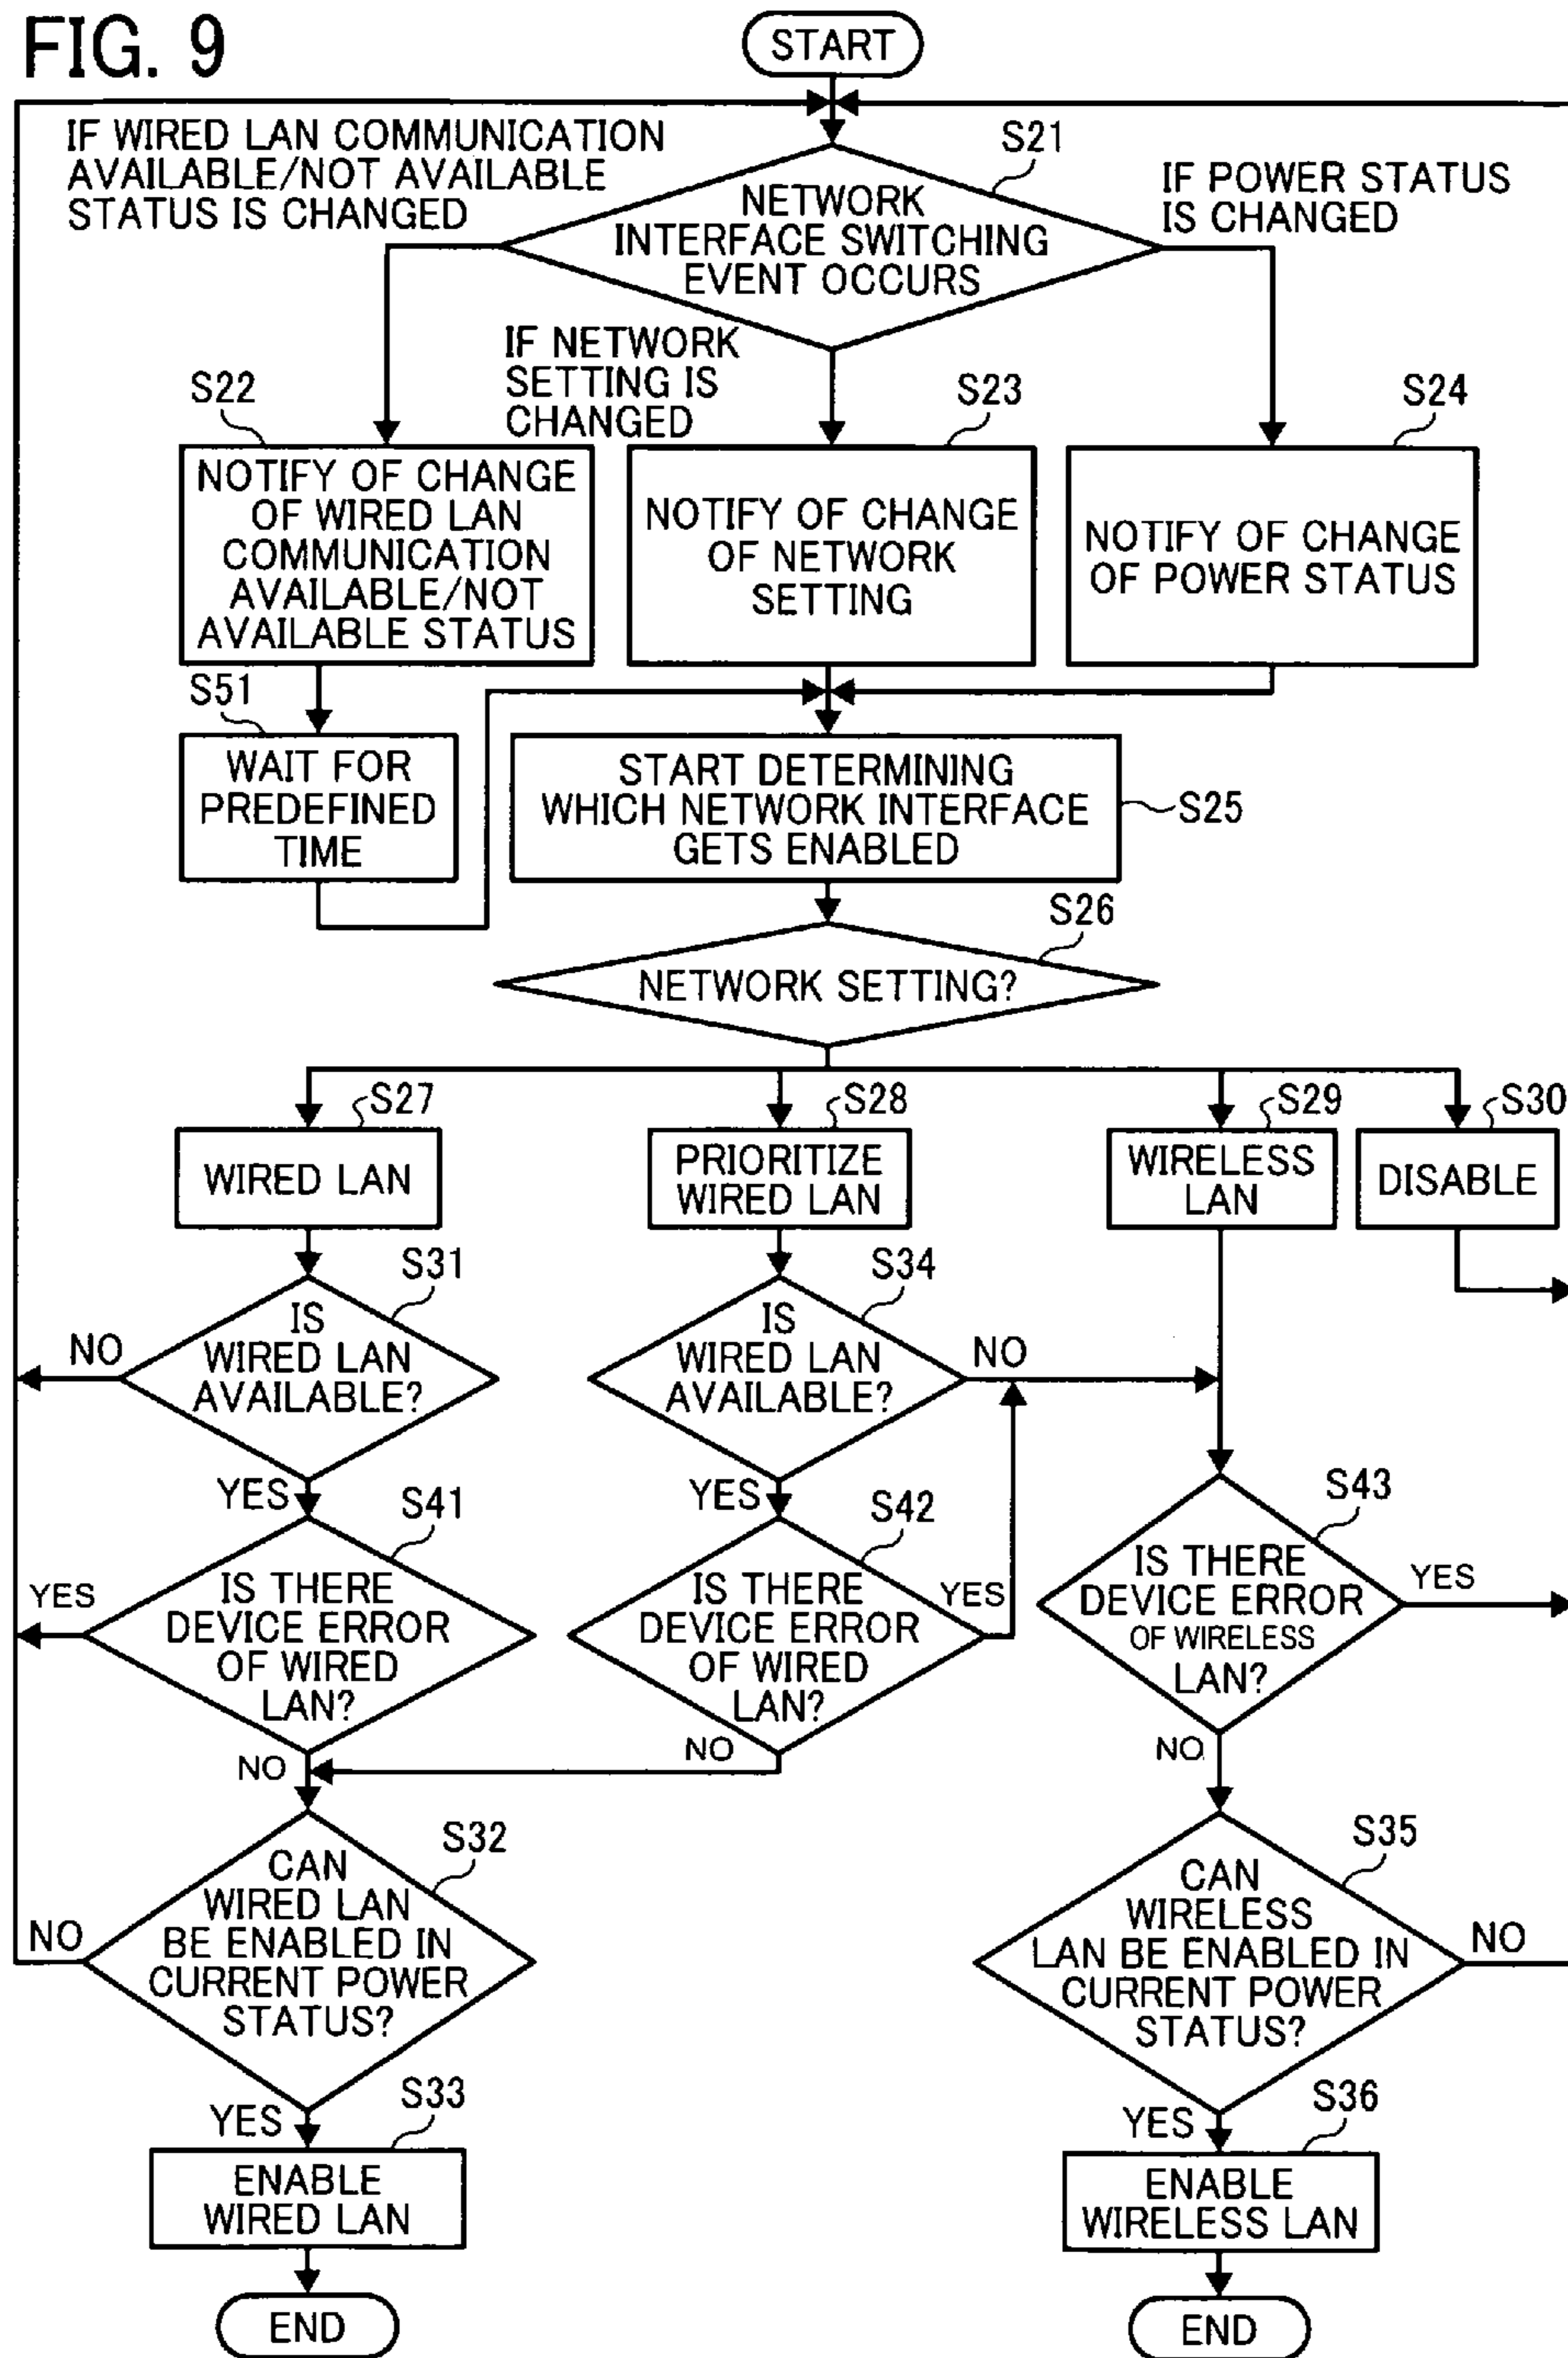 FIG. 9
START
IF WIRED LAN COMMUNICATION
AVAILABLE/NOT AVAILABLE
STATUS IS CHANGED
S21
NETWORK
INTERFACE SWITCHING
EVENT OCCURS
IF POWER STATUS
IS CHANGED
IF NETWORK
SETTING IS
CHANGED
S22
NOTIFY OF CHANGE
OF WIRED LAN
COMMUNICATION
AVAILABLE/NOT
AVAILABLE STATUS
S23
NOTIFY OF CHANGE
OF NETWORK
SETTING
S24
NOTIFY OF CHANGE
OF POWER STATUS
S51
WAIT FOR
PREDEFINED
TIME
START DETERMINING
WHICH NETWORK INTERFACE
GETS ENABLED
S25
S26
NETWORK SETTING?
S27
WIRED LAN
S28
PRIORITIZE
WIRED LAN
S29
WIRELESS
LAN
S30
DISABLE
S31
IS
WIRED LAN
AVAILABLE?
NO
YES
S34
IS
WIRED LAN
AVAILABLE?
NO
YES
S41
IS THERE
DEVICE ERROR
OF WIRED
LAN?
YES
NO
S42
IS THERE
DEVICE ERROR
OF WIRED
LAN?
YES
NO
S43
IS THERE
DEVICE ERROR
OF WIRELESS
LAN?
YES
NO
S32
CAN
WIRED LAN
BE ENABLED IN
CURRENT POWER
STATUS?
NO
YES
S35
CAN
WIRELESS
LAN BE ENABLED IN
CURRENT POWER
STATUS?
NO
YES
S33
ENABLE
WIRED LAN
S36
ENABLE
WIRELESS LAN
END
END